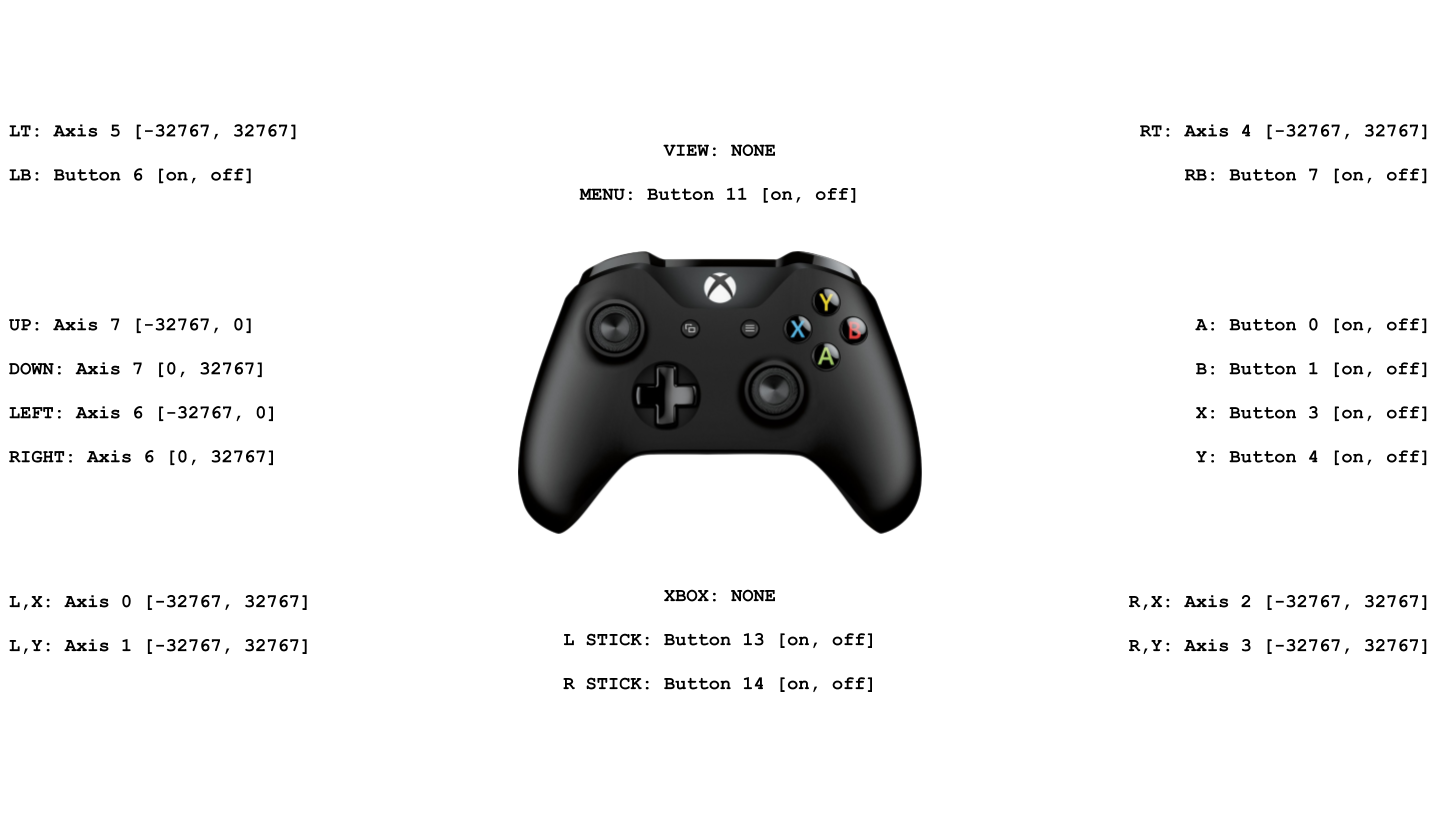 LT: Axis 5 [-32767, 32767]
LB: Button 6 [on, off]
VIEW: NONE
MENU: Button 11 [on, off]
RT: Axis 4 [-32767, 32767]
RB: Button 7 [on, off]
UP: Axis 7 [-32767, 0]
DOWN: Axis 7 [0, 32767]
LEFT: Axis 6 [-32767, 0]
RIGHT: Axis 6 [0, 32767]
Y
X
B
A
A: Button 0 [on, off]
B: Button 1 [on, off]
X: Button 3 [on, off]
Y: Button 4 [on, off]
L,X: Axis 0 [-32767, 32767]
L,Y: Axis 1 [-32767, 32767]
XBOX: NONE
L STICK: Button 13 [on, off]
R STICK: Button 14 [on, off]
R,X: Axis 2 [-32767, 32767]
R,Y: Axis 3 [-32767, 32767]